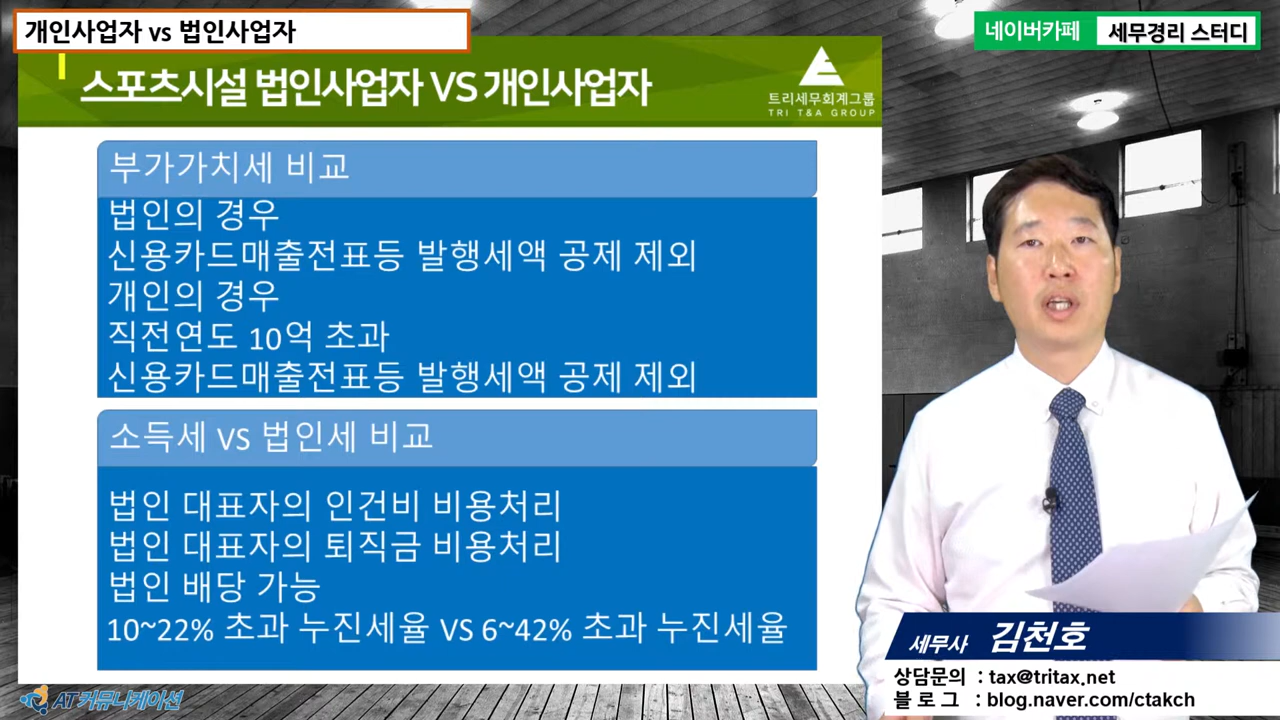 개인사업자 vs 법인사업자
네이버카페 세무경리 스터디
스포츠시설 법인사업자 VS 개인사업자
트리세무회계그룹
TRI T&A GROUP
부가가치세 비교
법인의 경우
신용카드매출전표등 발행세액 공제 제외
개인의 경우
직전연도 10억 초과
신용카드매출전표등 발행세액 공제 제외
소득세 VS 법인세 비교
법인 대표자의 인건비 비용처리
법인 대표자의 퇴직금 비용처리
법인 배당 가능
10~22% 초과 누진세율 VS 6~42% 초과 누진세율
세무사 김천호
상담문의 : tax@tritax.net
블로그 : blog.naver.com/ctakch
AT커뮤니케이션